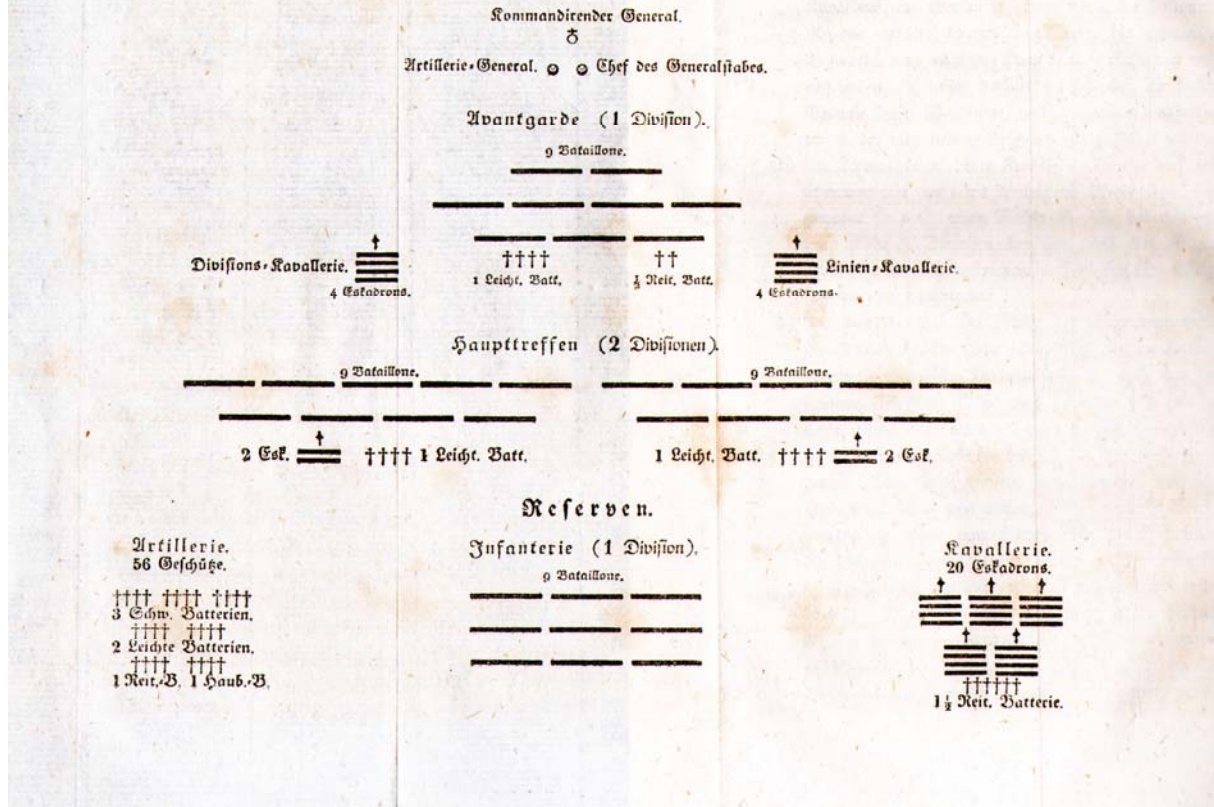 Kommandirender General.
Artillerie-General. Chef des Generalstabes.
Avantgarde (1 Division).
9 Bataillone.
Divisions-Kavallerie.
4 Eskadrons.
1 Leicht. Batt.
½ Reit. Batt.
Linien-Kavallerie.
4 Eskadrons.
Haupttreffen (2 Divisionen).
9 Bataillone.
9 Bataillone.
2 Esk. 1 Leicht. Batt.
1 Leicht. Batt. 2 Esk.
Reserven.
Artillerie.
56 Geschütze.
3 Schw. Batterien.
2 Leichte Batterien.
1 Reit.-B. 1 Haub.-B.
Infanterie (1 Division).
9 Bataillone.
Kavallerie.
20 Eskadrons.
1½ Reit. Batterie.